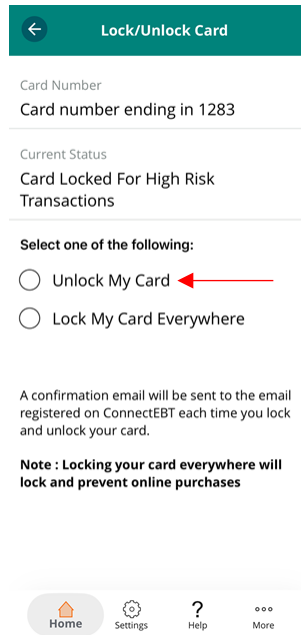 Lock/Unlock Card
Card Number
Card number ending in 1283
Current Status
Card Locked For High Risk
Transactions
Select one of the following:
Unlock My Card
Lock My Card Everywhere
A confirmation email will be sent to the email
registered on ConnectEBT each time you lock
and unlock your card.
Note : Locking your card everywhere will
lock and prevent online purchases
Home
Settings
?
Help
More